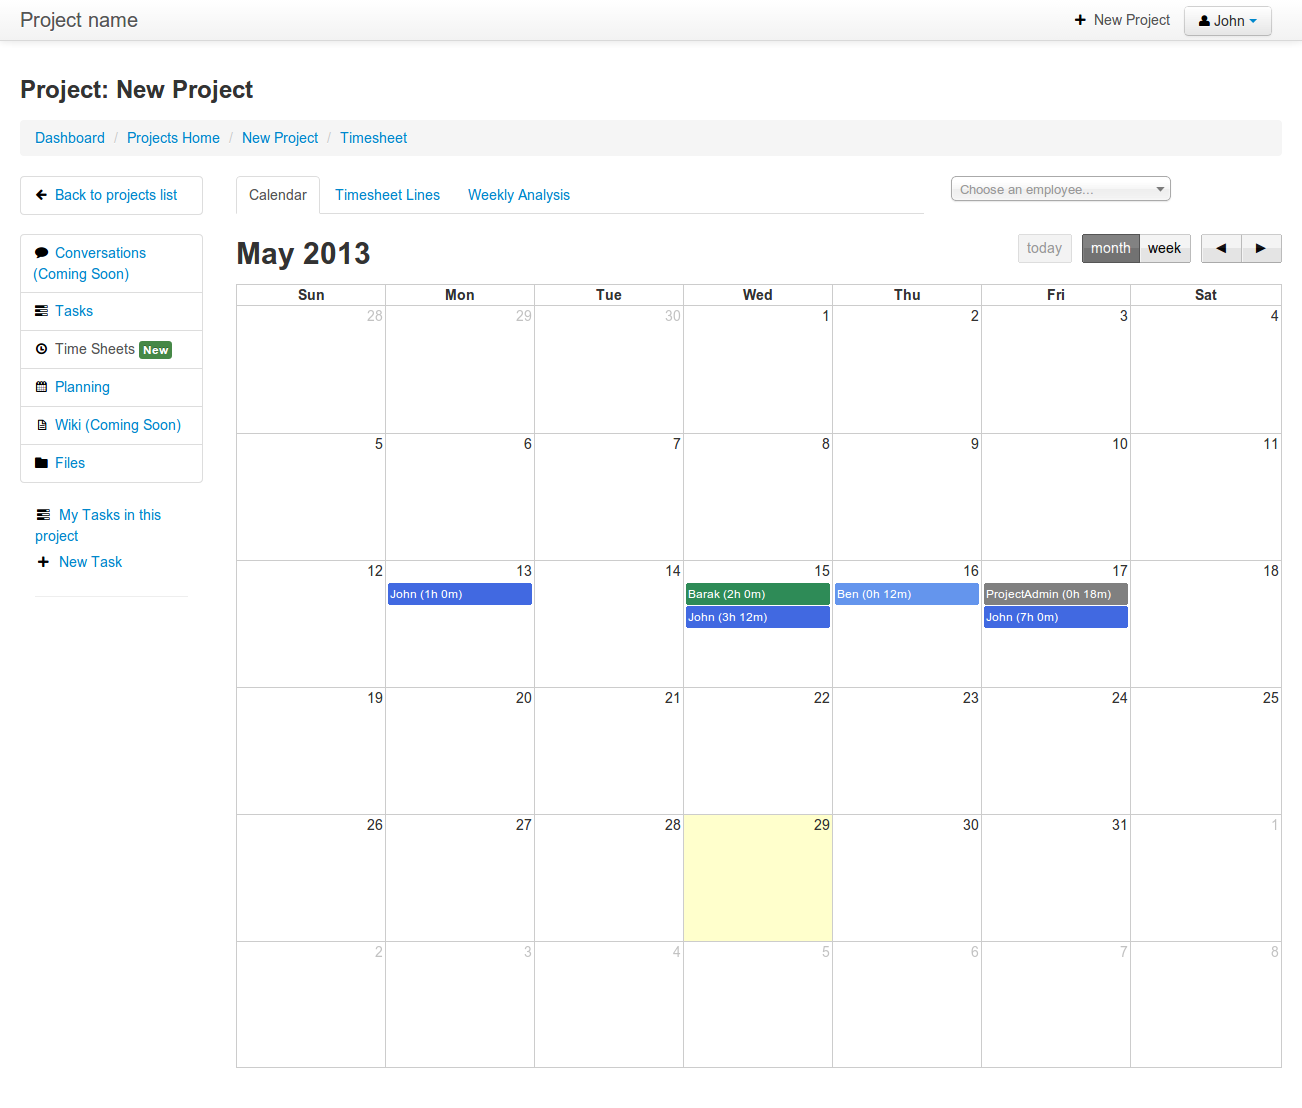 Project name
New Project
John
Project: New Project
Dashboard / Projects Home / New Project / Timesheet
Back to projects list
Conversations
(Coming Soon)
Tasks
Time Sheets New
Planning
Wiki (Coming Soon)
Files
My Tasks in this
project
New Task
Calendar
Timesheet Lines
Weekly Analysis
Choose an employee...
May 2013
today
month
week
Sun Mon Tue Wed Thu Fri Sat
28 29 30 1 2 3 4
5 6 7 8 9 10 11
12 13 14 15 16 17 18
John (1h 0m)
Barak (2h 0m)
Ben (0h 12m)
ProjectAdmin (0h 18m)
John (3h 12m)
John (7h 0m)
19 20 21 22 23 24 25
26 27 28 29 30 31 1
2 3 4 5 6 7 8